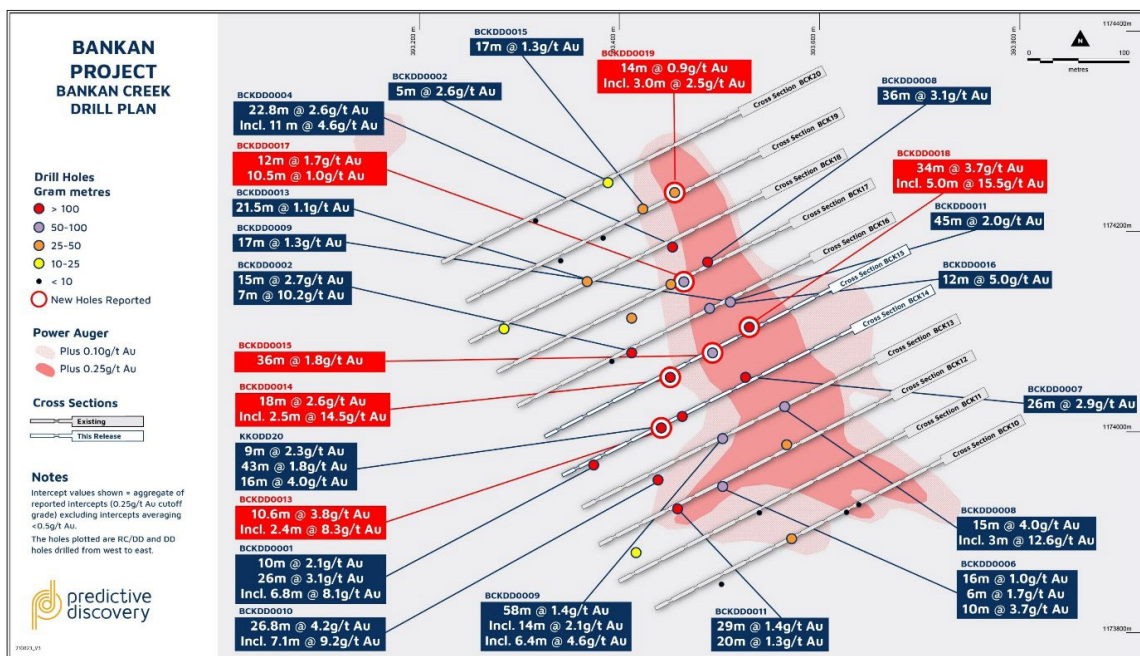 BANKAN
PROJECT
BANKAN CREEK
DRILL PLAN
Drill Holes
Gram metres
> 100
50-100
25-50
10-25
< 10
New Holes Reported
Power Auger
Plus 0.10g/t Au
Plus 0.25g/t Au
Cross Sections
Existing
This Release
Notes
Intercept values shown = aggregate of
reported intercepts (0.25g/t Au cutoff
grade) excluding intercepts averaging
<0.5g/t Au.
The holes plotted are RC/DD and DD
holes drilled from west to east.
predictive
discovery
210823_V3
BCKDD0015
17m @ 1.3g/t Au
BCKDD0002
5m @ 2.6g/t Au
BCKDD0004
22.8m @ 2.6g/t Au
Incl. 11 m @ 4.6g/t Au
BCKDD0017
12m @ 1.7g/t Au
10.5m @ 1.0g/t Au
BCKDD0013
21.5m @ 1.1g/t Au
BCKDD0009
17m @ 1.3g/t Au
BCKDD0002
15m @ 2.7g/t Au
7m @ 10.2g/t Au
BCKDD0015
36m @ 1.8g/t Au
BCKDD0014
18m @ 2.6g/t Au
Incl. 2.5m @ 14.5g/t Au
KKODD20
9m @ 2.3g/t Au
43m @ 1.8g/t Au
16m @ 4.0g/t Au
BCKDD0013
10.6m @ 3.8g/t Au
Incl. 2.4m @ 8.3g/t Au
BCKDD0001
10m @ 2.1g/t Au
26m @ 3.1g/t Au
Incl. 6.8m @ 8.1g/t Au
BCKDD0010
26.8m @ 4.2g/t Au
Incl. 7.1m @ 9.2g/t Au
BCKDD0019
14m @ 0.9g/t Au
Incl. 3.0m @ 2.5g/t Au
BCKDD0008
36m @ 3.1g/t Au
BCKDD0018
34m @ 3.7g/t Au
Incl. 5.0m @ 15.5g/t Au
BCKDD0011
45m @ 2.0g/t Au
BCKDD0016
12m @ 5.0g/t Au
BCKDD0007
26m @ 2.9g/t Au
BCKDD0008
15m @ 4.0g/t Au
Incl. 3m @ 12.6g/t Au
BCKDD0006
16m @ 1.0g/t Au
6m @ 1.7g/t Au
10m @ 3.7g/t Au
BCKDD0009
58m @ 1.4g/t Au
Incl. 14m @ 2.1g/t Au
Incl. 6.4m @ 4.6g/t Au
BCKDD0011
29m @ 1.4g/t Au
20m @ 1.3g/t Au
Cross Section BCK20
Cross Section BCK19
Cross Section BCK18
Cross Section BCK17
Cross Section BCK16
Cross Section BCK15
Cross Section BCK14
Cross Section BCK13
Cross Section BCK12
Cross Section BCK11
Cross Section BCK10
N
0 100
metres
1174400m
1174200m
1174000m
1173800m